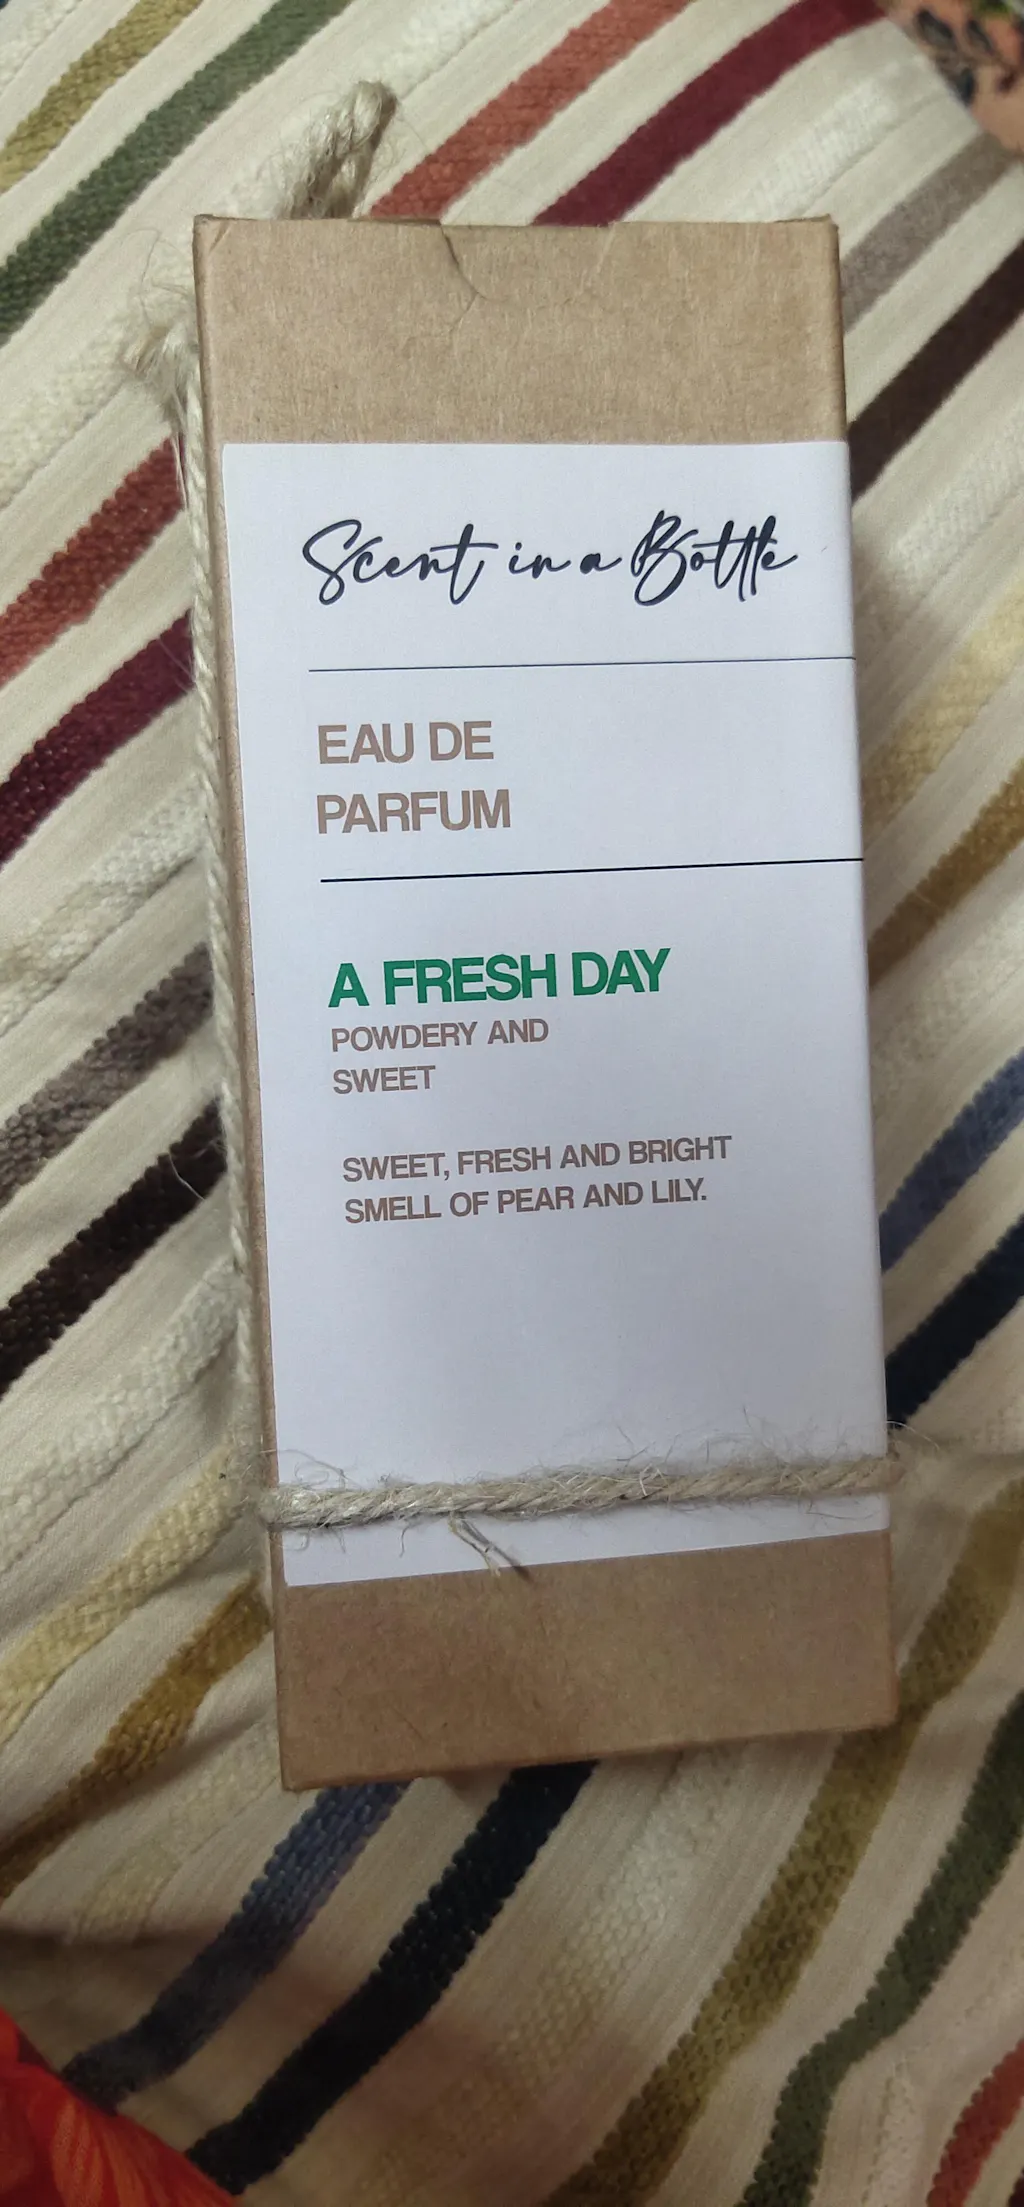 Scent in a Bottle
EAU DE
PARFUM
A FRESH DAY
POWDERY AND
SWEET
SWEET, FRESH AND BRIGHT
SMELL OF PEAR AND LILY.